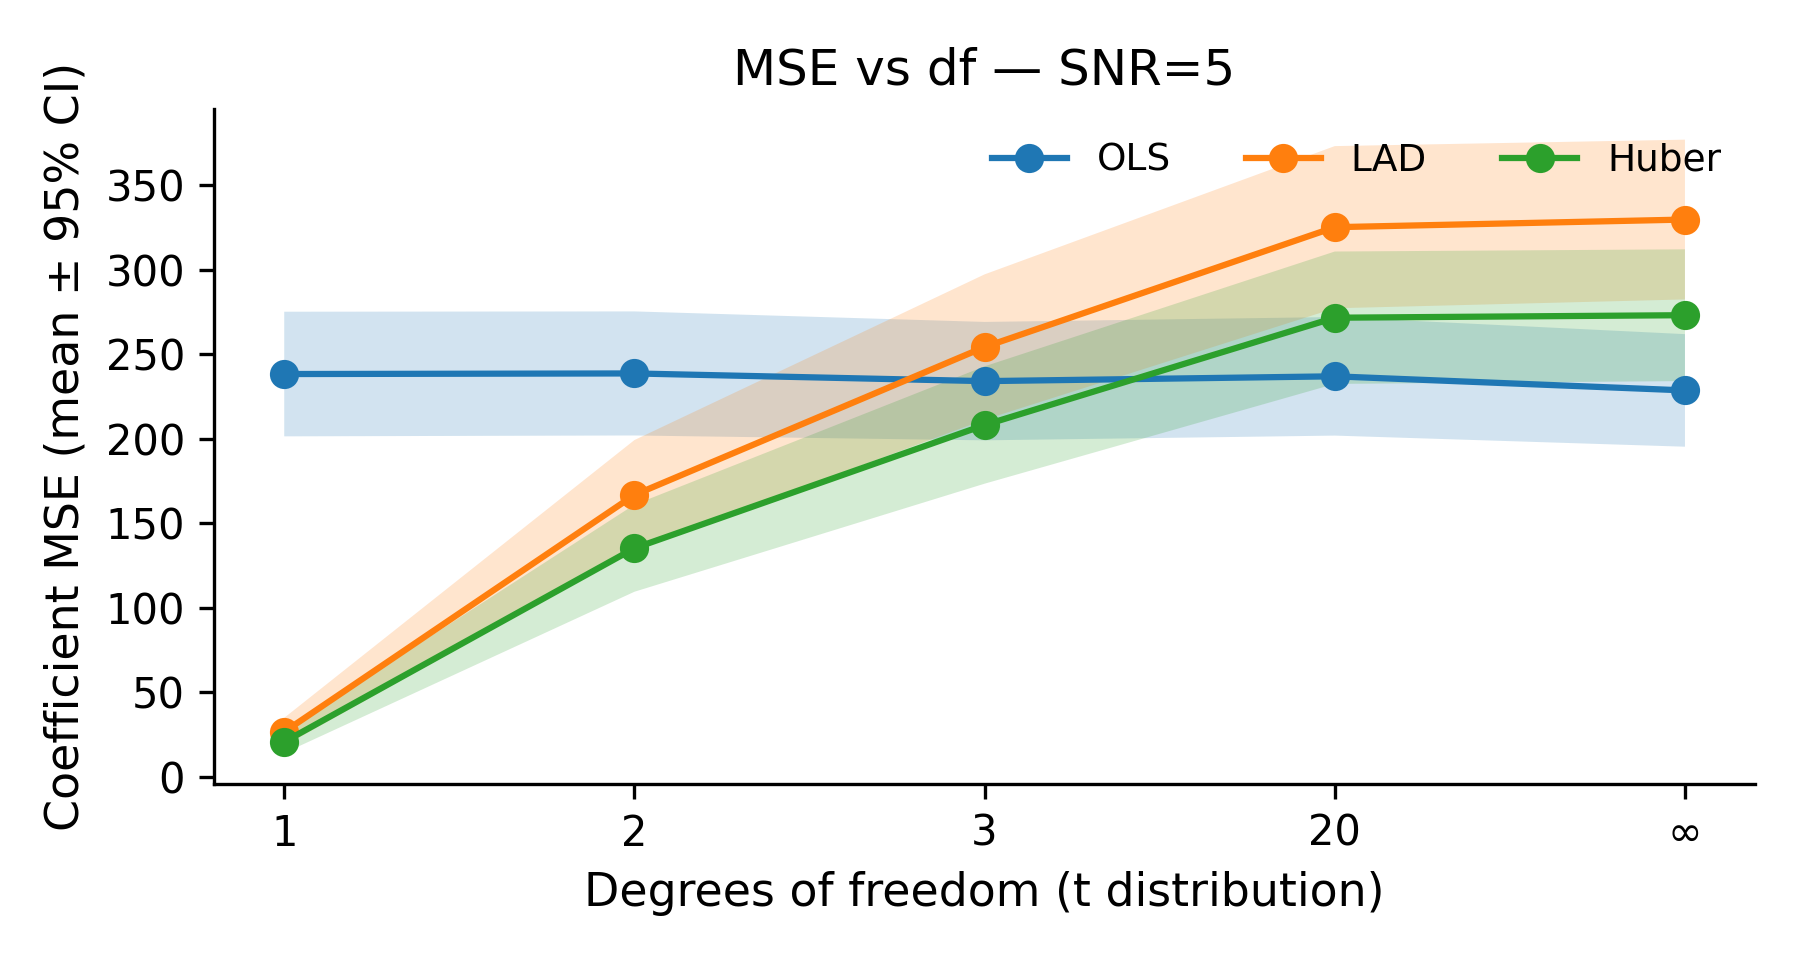 MSE vs df — SNR=5
OLS
LAD
Huber
Coefficient MSE (mean ± 95% CI)
350
300
250
200
150
100
50
0
1
2
3
20
∞
Degrees of freedom (t distribution)